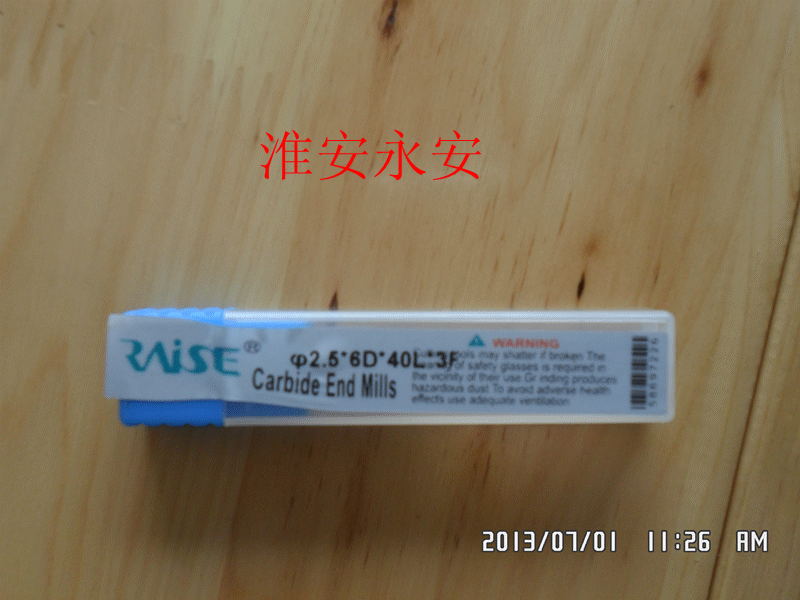 淮安永安
RAISE®
φ2.5*6D*40L*3F
Carbide End Mills
WARNING
tools may shatter if broken The
of safety glasses is required in
the vicinity of their use.Gr inding produces
hazardous dust To avoid adverse health
effects use adequate ventilation
2013/07/01 11:26 AM